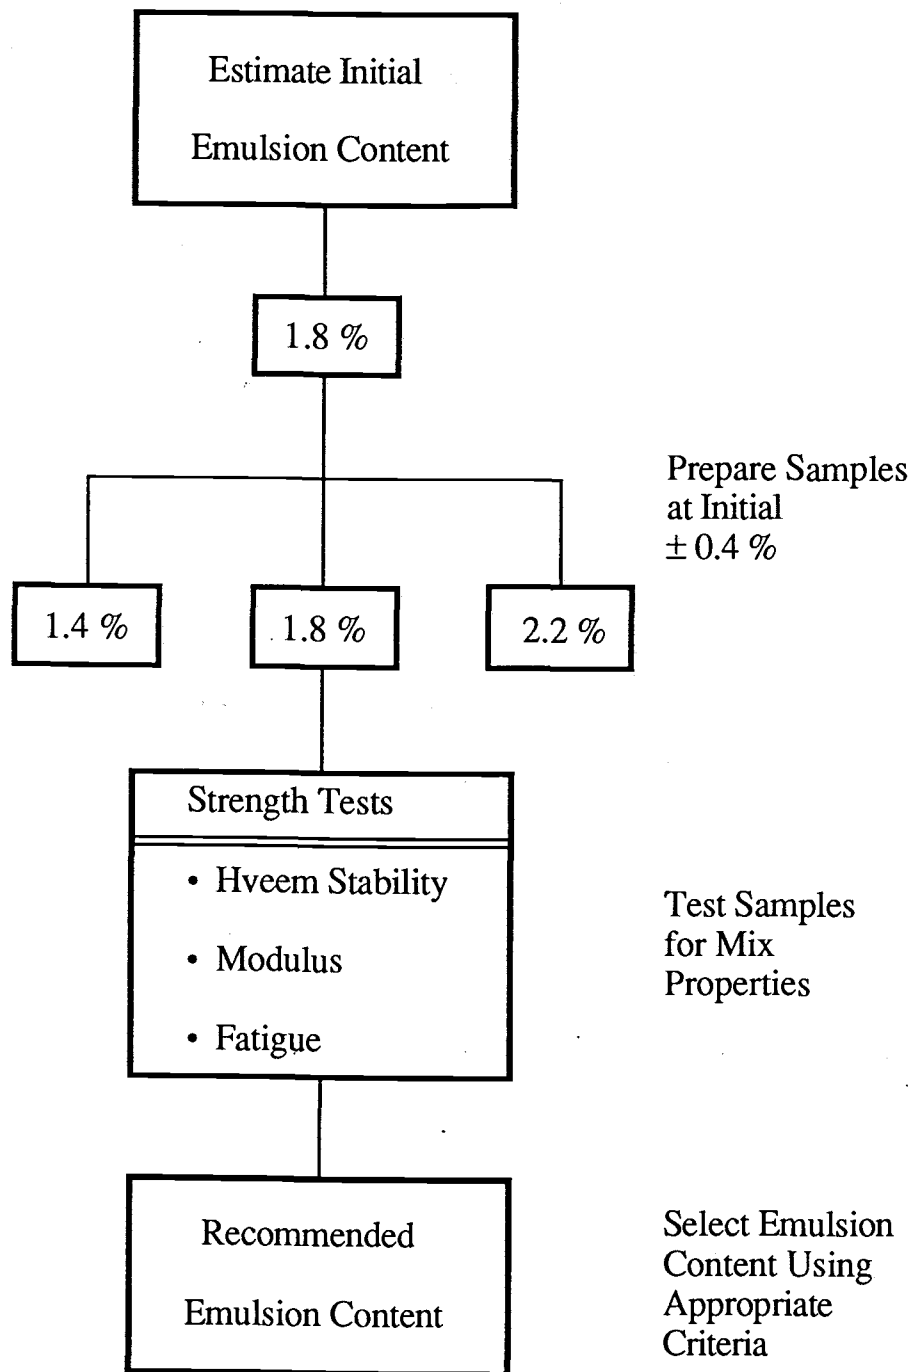 Estimate Initial
Emulsion Content
1.8 %
Prepare Samples
at Initial
± 0.4 %
1.4 %
1.8 %
2.2 %
Strength Tests
• Hveem Stability
• Modulus
• Fatigue
Test Samples
for Mix
Properties
Recommended
Emulsion Content
Select Emulsion
Content Using
Appropriate
Criteria